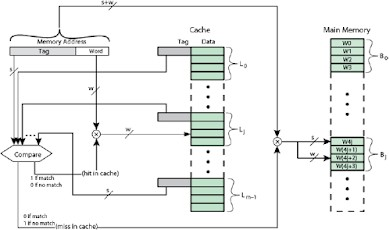 s+w
Memory Address
Tag Word
Cache
Tag Data
L0
Main Memory
W0
W1
W2
W3
B0
s
w
Lj
w
s
w
W4j
W(4j+1)
W(4j+2)
W(4j+3)
Bj
Compare
(hit in cache)
1 if match
0 if no match
s
Lm-1
0 if match
1 if no match
(miss in cache)